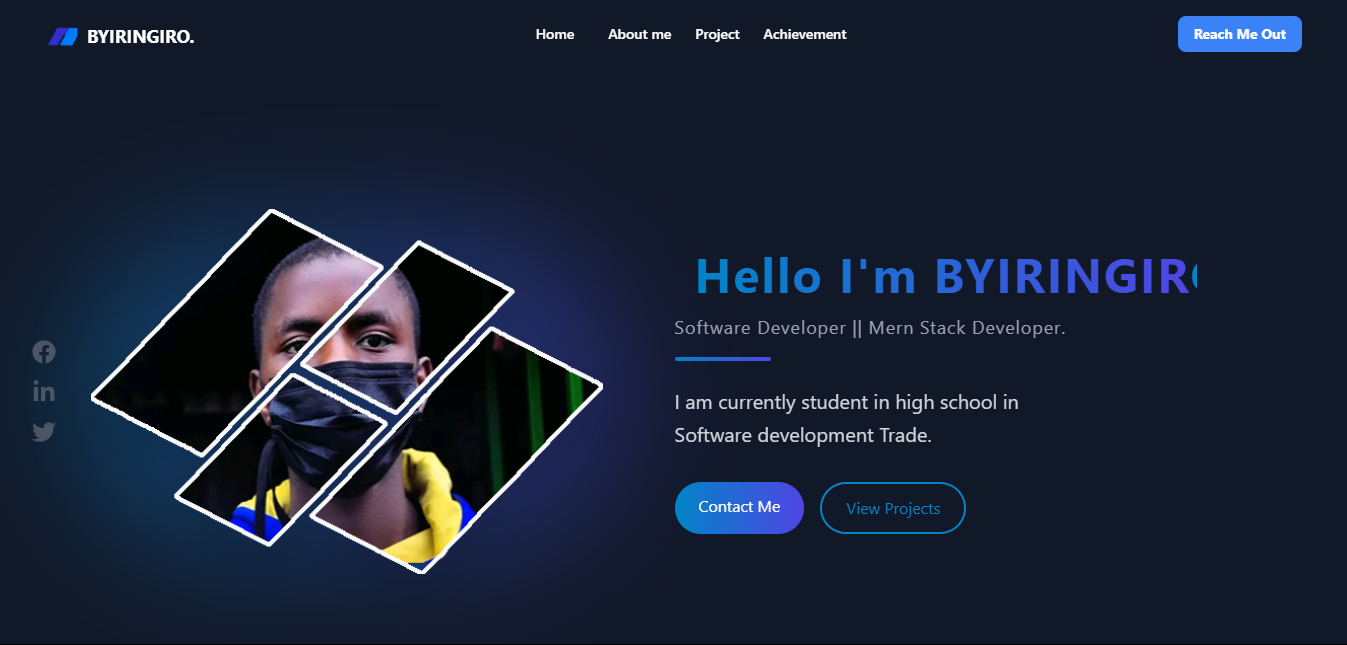 BYIRINGIRO.
Home
About me
Project
Achievement
Reach Me Out
Hello I'm BYIRINGIR
Software Developer || Mern Stack Developer.
I am currently student in high school in
Software development Trade.
Contact Me
View Projects